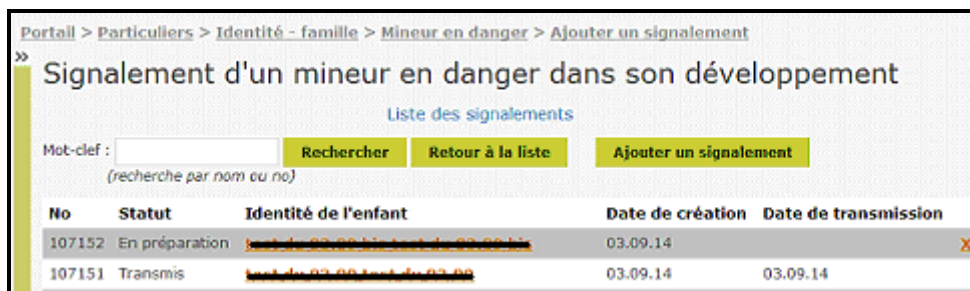 Portail > Particuliers > Identité - famille > Mineur en danger > Ajouter un signalement
»
Signalement d'un mineur en danger dans son développement
Liste des signalements
Mot-clef : Rechercher Retour à la liste Ajouter un signalement
(recherche par nom ou no)
No Statut Identité de l'enfant Date de création Date de transmission
107152 En préparation 03.09.14 X
107151 Transmis 03.09.14 03.09.14